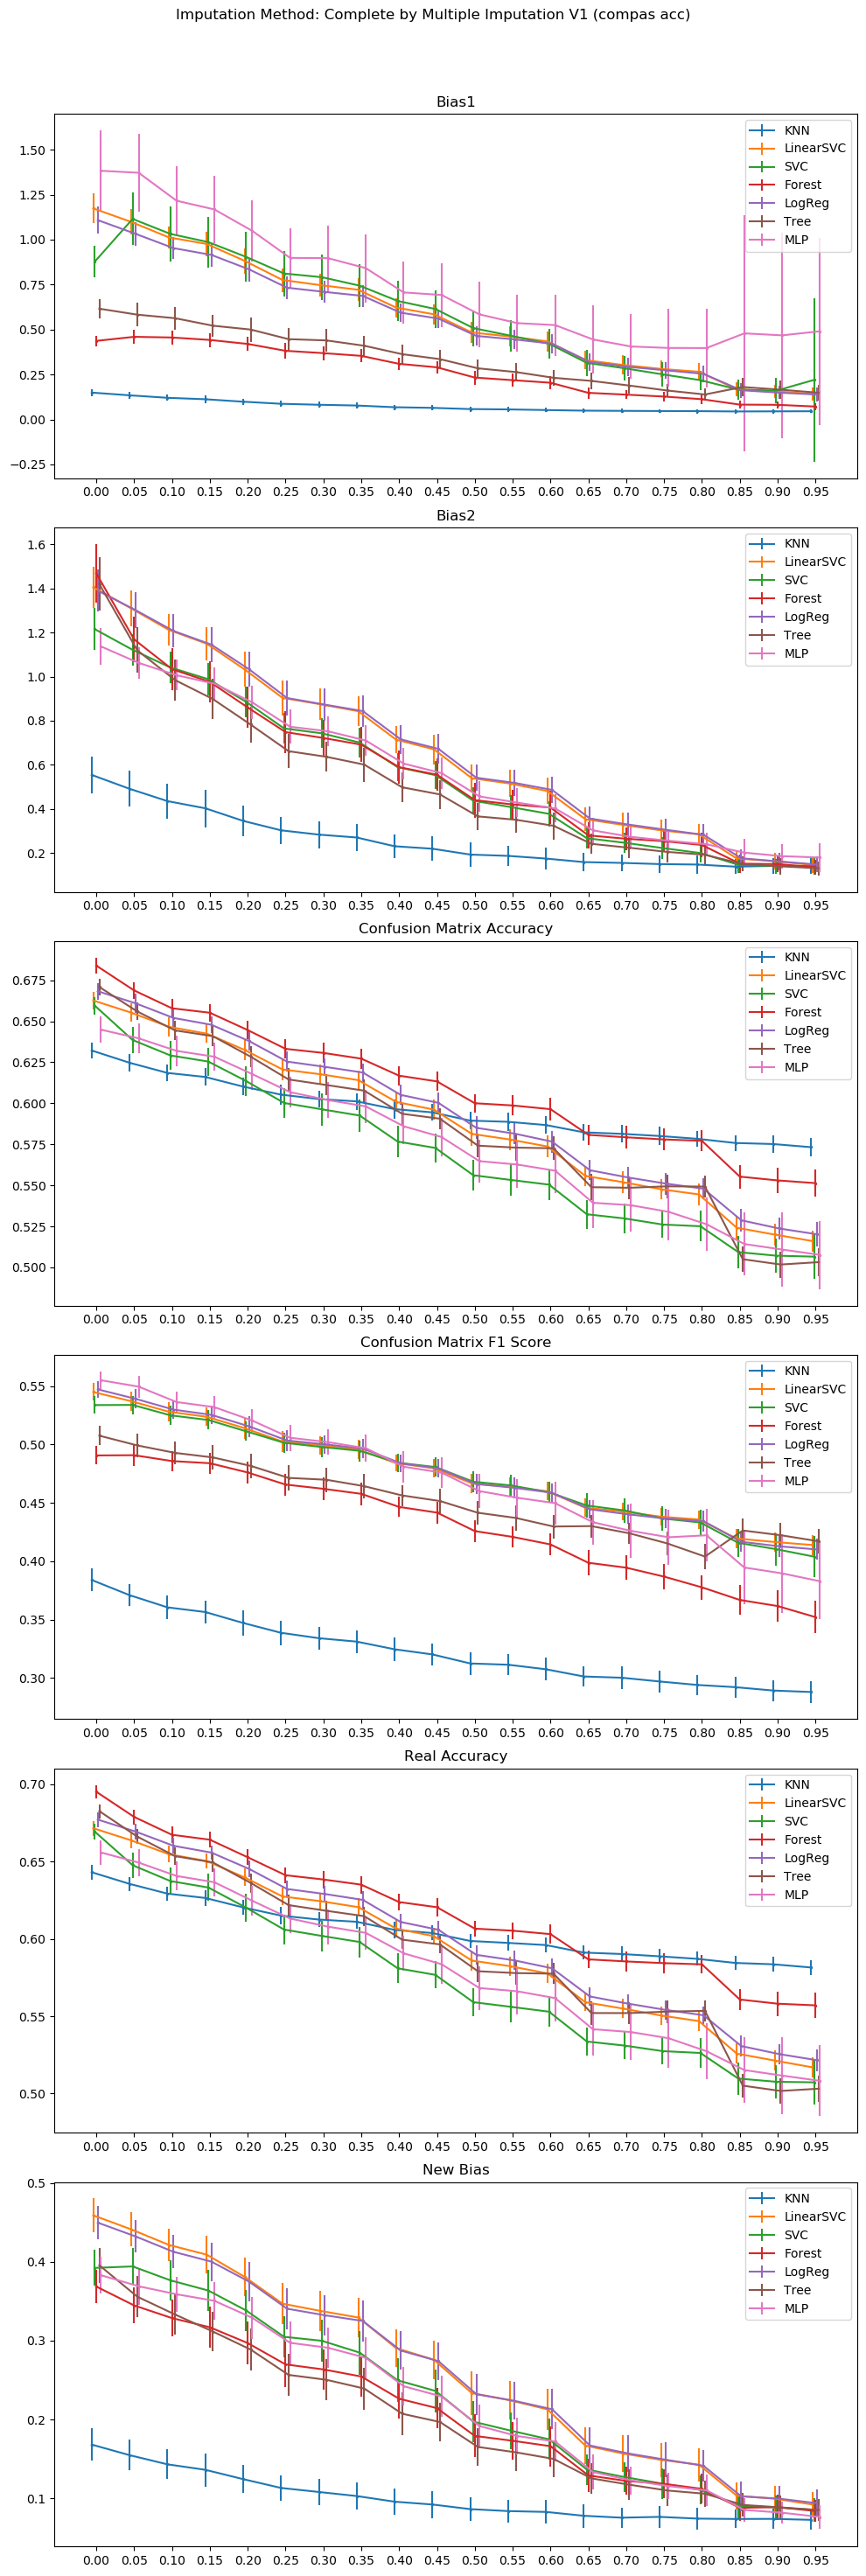 Imputation Method: Complete by Multiple Imputation V1 (compas acc)
Bias1
1.50
1.25
1.00
0.75
0.50
0.25
0.00
−0.25
KNN
LinearSVC
SVC
Forest
LogReg
Tree
MLP
0.00 0.05 0.10 0.15 0.20 0.25 0.30 0.35 0.40 0.45 0.50 0.55 0.60 0.65 0.70 0.75 0.80 0.85 0.90 0.95
Bias2
1.6
1.4
1.2
1.0
0.8
0.6
0.4
0.2
KNN
LinearSVC
SVC
Forest
LogReg
Tree
MLP
0.00 0.05 0.10 0.15 0.20 0.25 0.30 0.35 0.40 0.45 0.50 0.55 0.60 0.65 0.70 0.75 0.80 0.85 0.90 0.95
Confusion Matrix Accuracy
0.675
0.650
0.625
0.600
0.575
0.550
0.525
0.500
KNN
LinearSVC
SVC
Forest
LogReg
Tree
MLP
0.00 0.05 0.10 0.15 0.20 0.25 0.30 0.35 0.40 0.45 0.50 0.55 0.60 0.65 0.70 0.75 0.80 0.85 0.90 0.95
Confusion Matrix F1 Score
0.55
0.50
0.45
0.40
0.35
0.30
KNN
LinearSVC
SVC
Forest
LogReg
Tree
MLP
0.00 0.05 0.10 0.15 0.20 0.25 0.30 0.35 0.40 0.45 0.50 0.55 0.60 0.65 0.70 0.75 0.80 0.85 0.90 0.95
Real Accuracy
0.70
0.65
0.60
0.55
0.50
KNN
LinearSVC
SVC
Forest
LogReg
Tree
MLP
0.00 0.05 0.10 0.15 0.20 0.25 0.30 0.35 0.40 0.45 0.50 0.55 0.60 0.65 0.70 0.75 0.80 0.85 0.90 0.95
New Bias
0.5
0.4
0.3
0.2
0.1
KNN
LinearSVC
SVC
Forest
LogReg
Tree
MLP
0.00 0.05 0.10 0.15 0.20 0.25 0.30 0.35 0.40 0.45 0.50 0.55 0.60 0.65 0.70 0.75 0.80 0.85 0.90 0.95